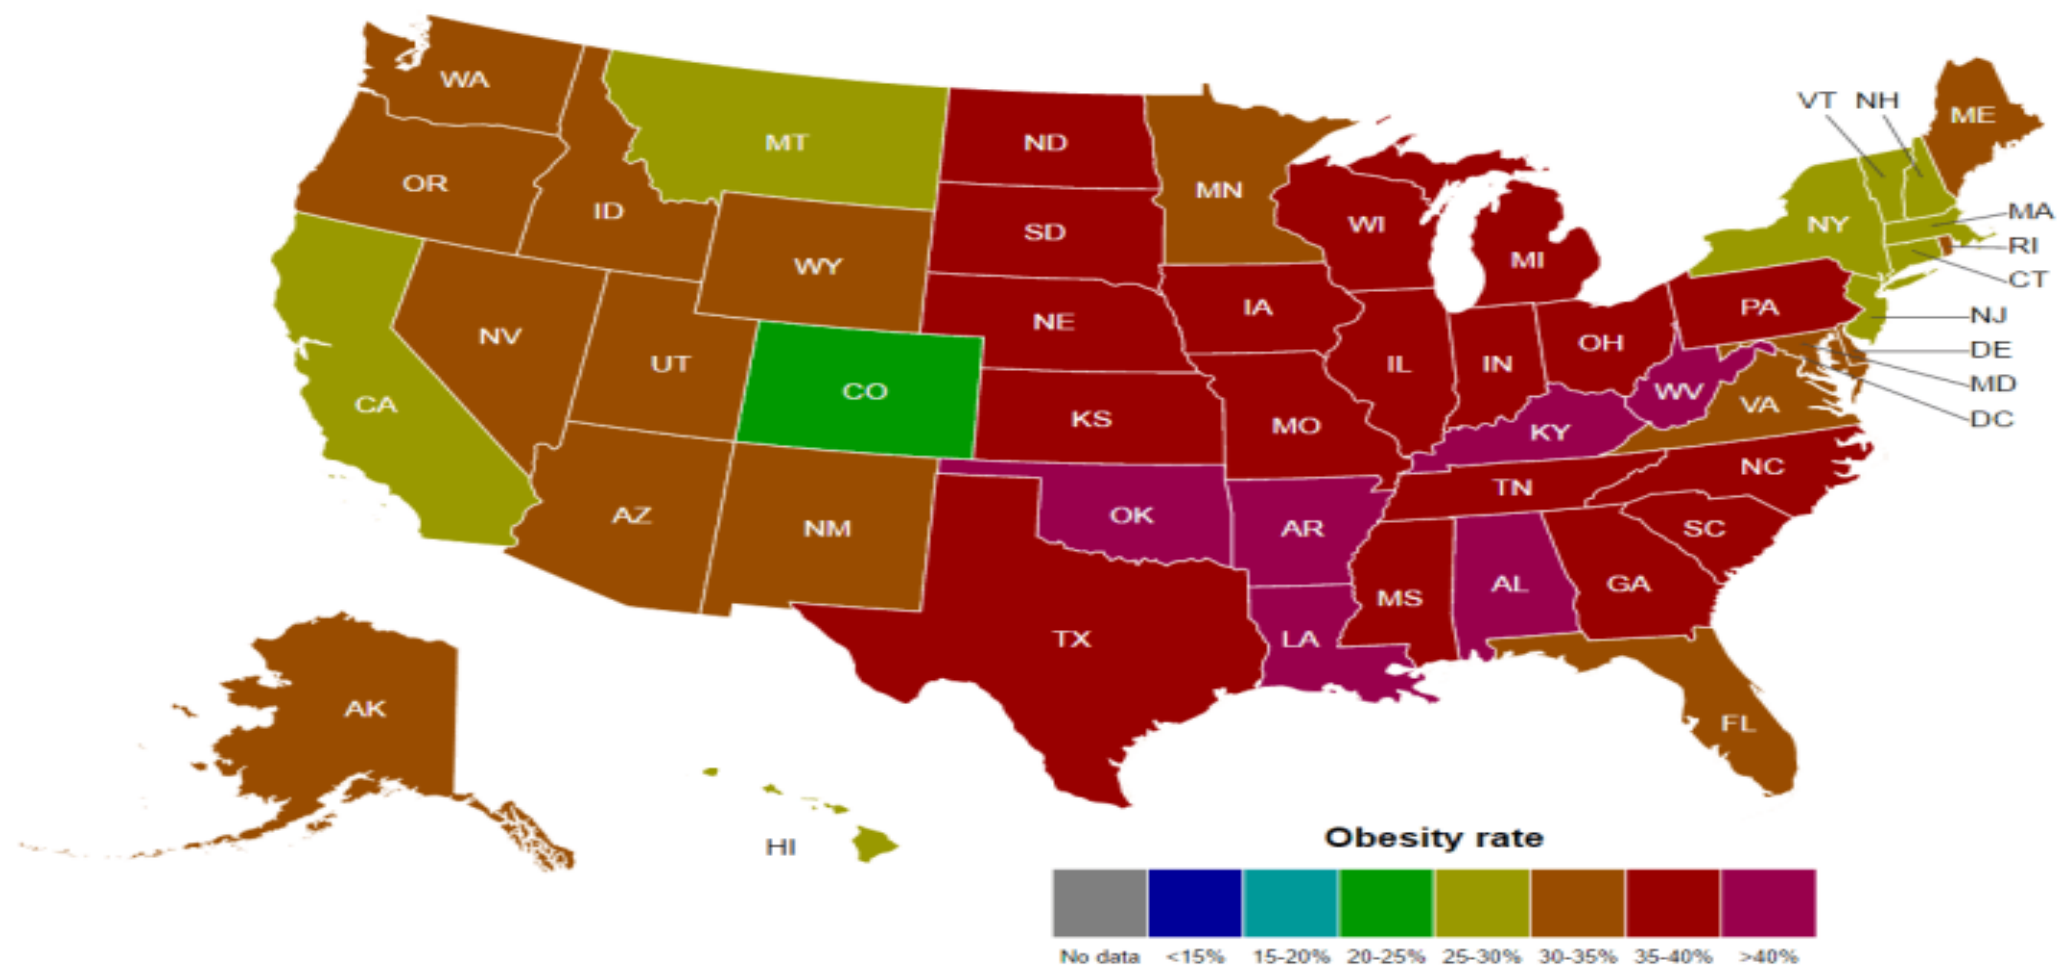 WA
VT NH
ME
MT
ND
OR
MN
ID
MA
NY
WI
SD
RI
MI
WY
CT
IA
PA
NJ
NE
NV
OH
DE
UT
IL
IN
MD
CO
WV
CA
VA
KS
DC
MO
KY
NC
TN
AZ
NM
OK
AR
SC
AL
GA
MS
TX
LA
AK
FL
HI
Obesity rate
No data <15% 15-20% 20-25% 25-30% 30-35% 35-40% >40%